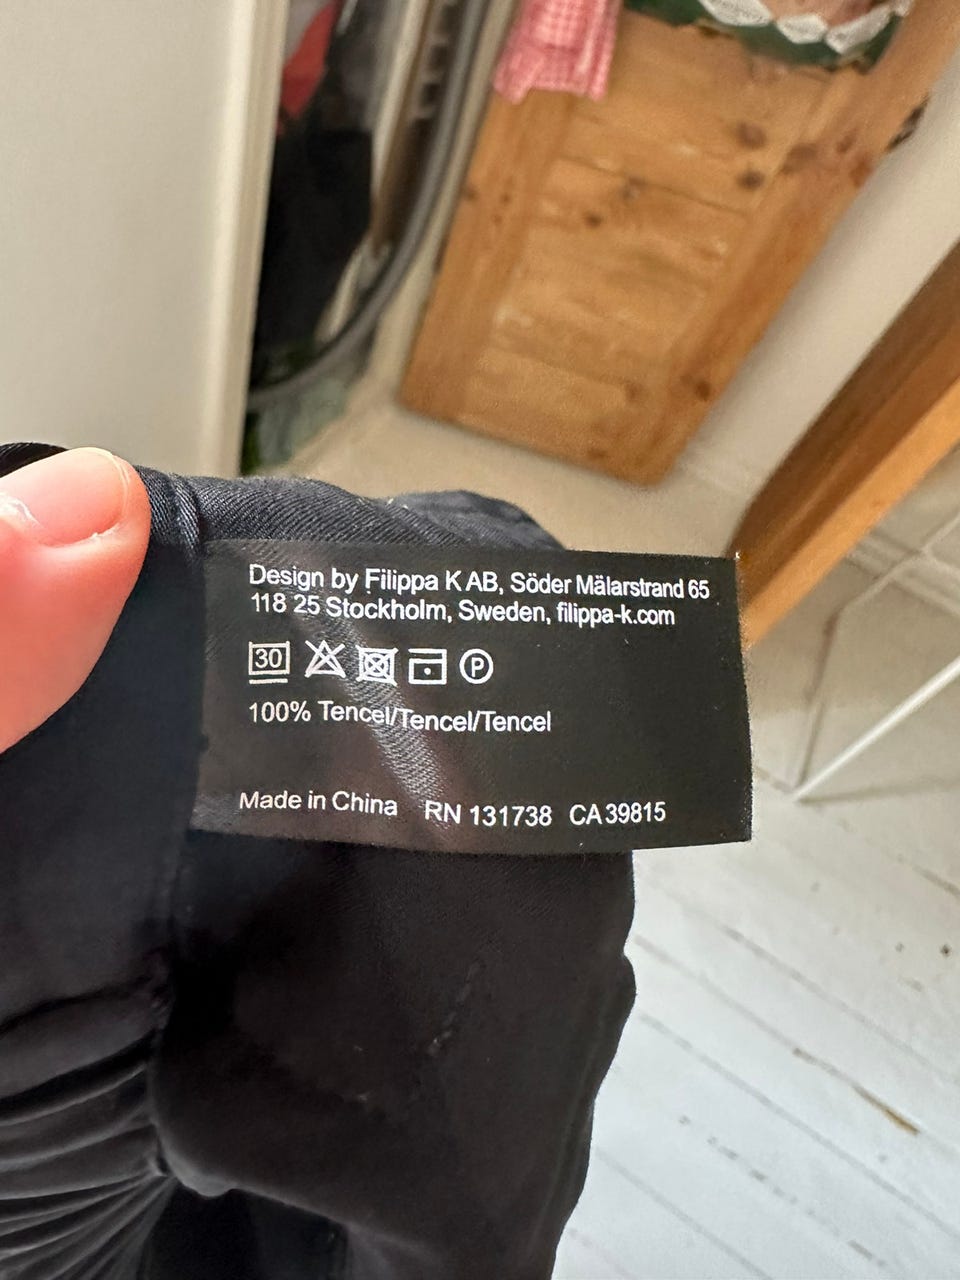 Design by Filippa K AB, Söder Mälarstrand 65
118 25 Stockholm, Sweden, filippa-k.com
30 P
100% Tencel/Tencel/Tencel
Made in China RN 131738 CA 39815